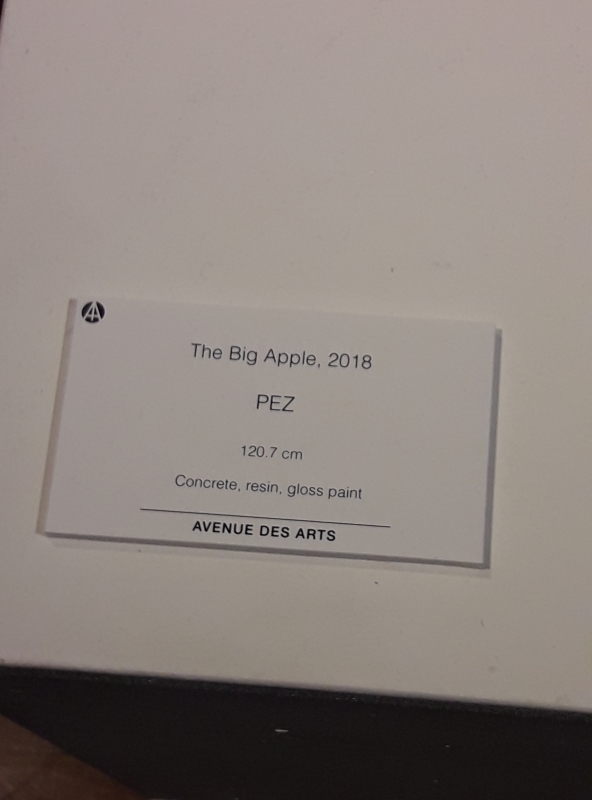 The Big Apple, 2018
PEZ
120.7 cm
Concrete, resin, gloss paint
AVENUE DES ARTS